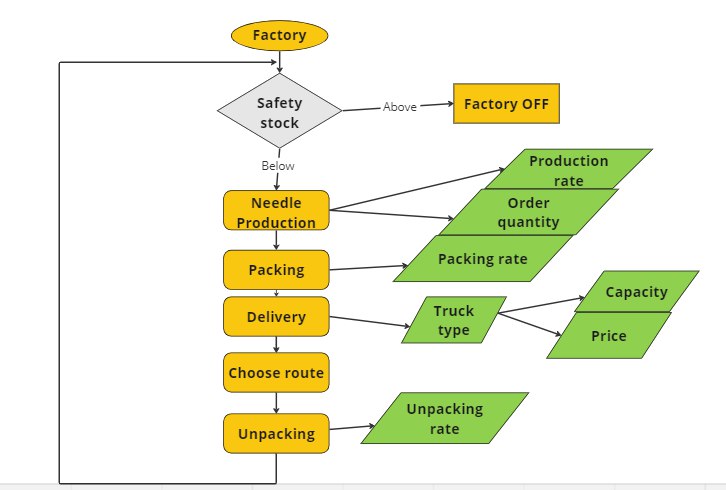 Factory
Safety
stock
Above
Factory OFF
Below
Production
rate
Needle
Production
Order
quantity
Packing
Packing rate
Delivery
Truck
type
Capacity
Price
Choose route
Unpacking
Unpacking
rate